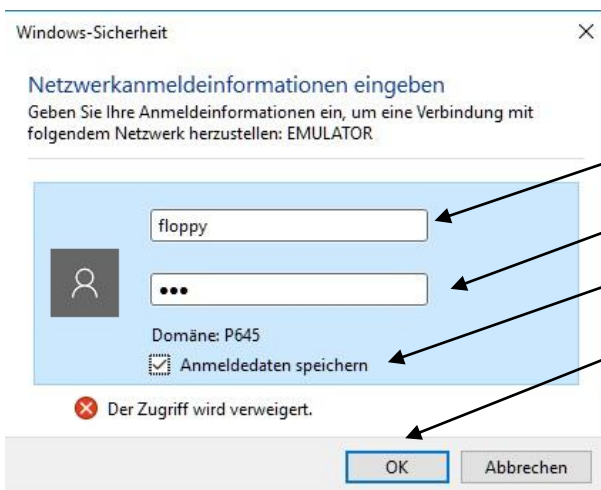 Windows-Sicherheit
Netzwerkanmeldeinformationen eingeben
Geben Sie Ihre Anmeldeinformationen ein, um eine Verbindung mit
folgendem Netzwerk herzustellen: EMULATOR
floppy
•••
Domäne: P645
Anmeldedaten speichern
Der Zugriff wird verweigert.
OK Abbrechen